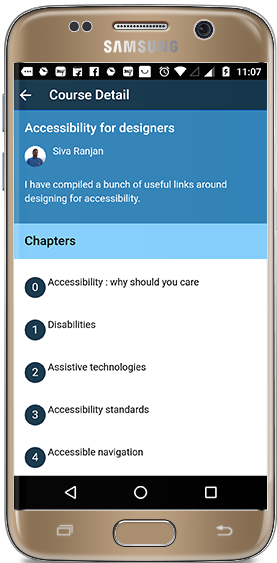 SAMSUNG
11:07
Course Detail
Accessibility for designers
Siva Ranjan
I have compiled a bunch of useful links around
designing for accessibility.
Chapters
0 Accessibility : why should you care
1 Disabilities
2 Assistive technologies
3 Accessibility standards
4 Accessible navigation